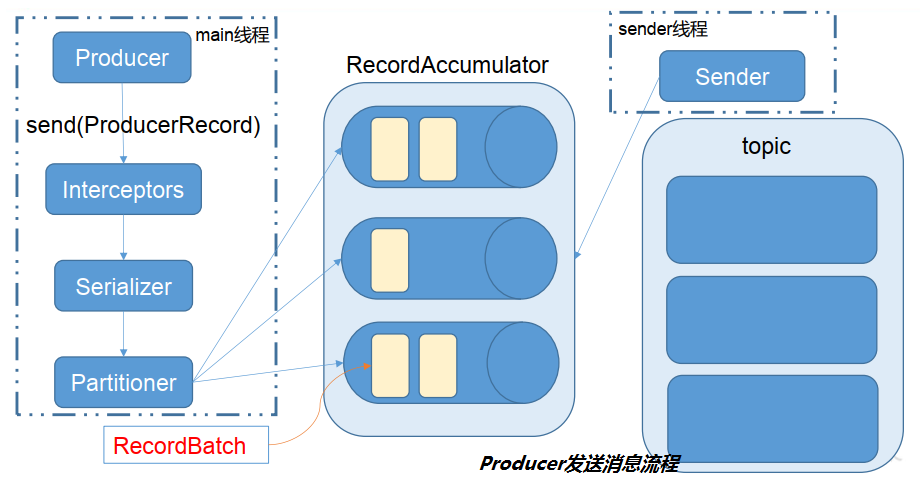 main线程
Producer
send(ProducerRecord)
Interceptors
Serializer
Partitioner
RecordBatch
RecordAccumulator
sender线程
Sender
topic
Producer发送消息流程